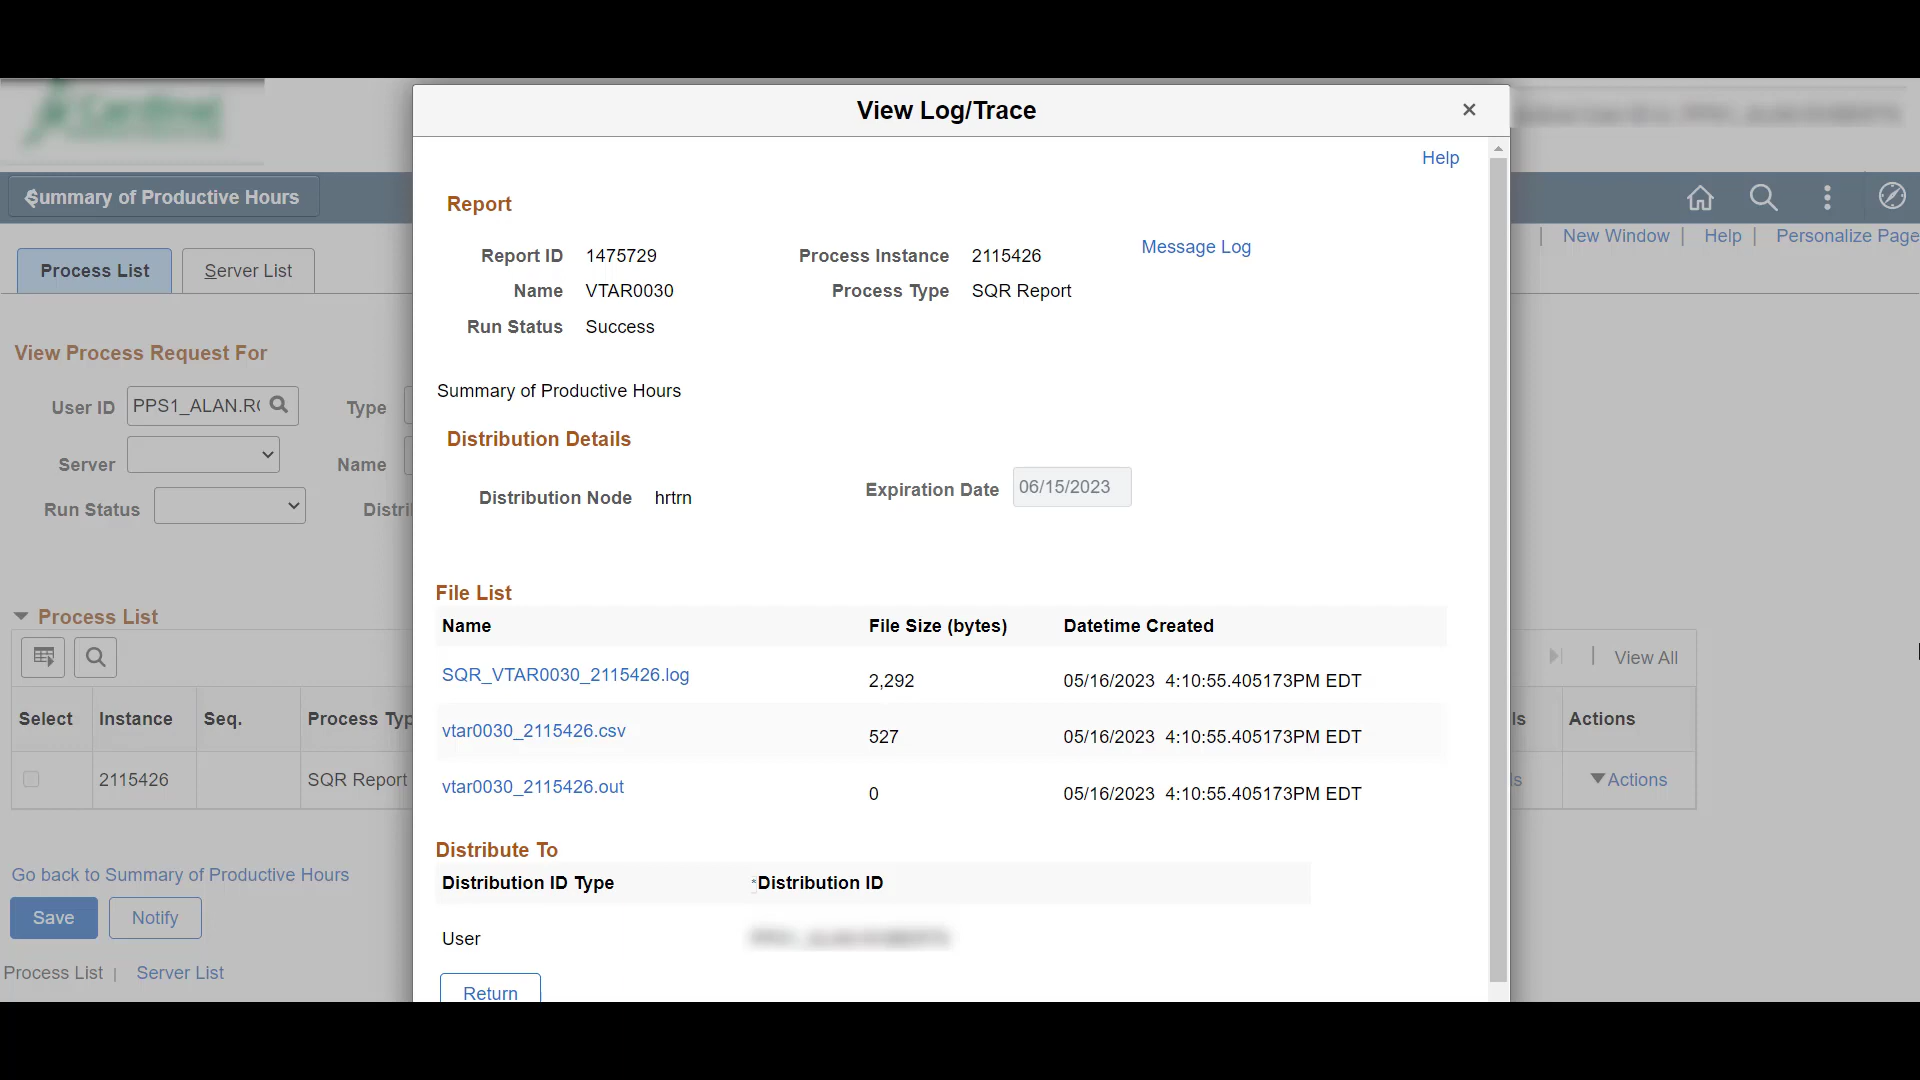 View Log/Trace
×
Help
Report
Report ID 1475729 Process Instance 2115426 Message Log
Name VTAR0030 Process Type SQR Report
Run Status Success
Summary of Productive Hours
Distribution Details
Distribution Node hrtrn Expiration Date 06/15/2023
File List
Name File Size (bytes) Datetime Created
SQR_VTAR0030_2115426.log 2,292 05/16/2023 4:10:55.405173PM EDT
vtar0030_2115426.csv 527 05/16/2023 4:10:55.405173PM EDT
vtar0030_2115426.out 0 05/16/2023 4:10:55.405173PM EDT
Distribute To
Distribution ID Type *Distribution ID
User
Return
Summary of Productive Hours
New Window | Help | Personalize Page
Process List Server List
View Process Request For
User ID PPS1_ALAN.R Type
Server Name
Run Status Distri
Process List
| View All
Select Instance Seq. Process Typ ls Actions
2115426 SQR Report ls Actions
Go back to Summary of Productive Hours
Save Notify
Process List | Server List